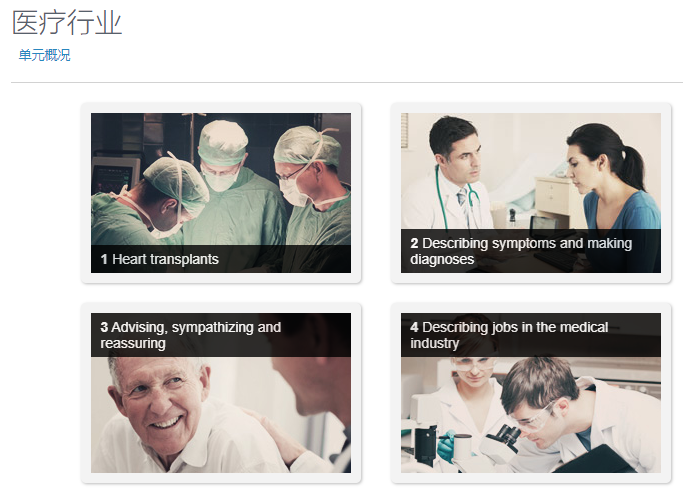 医疗行业
单元概况
1 Heart transplants
2 Describing symptoms and making
diagnoses
3 Advising, sympathizing and
reassuring
4 Describing jobs in the medical
industry